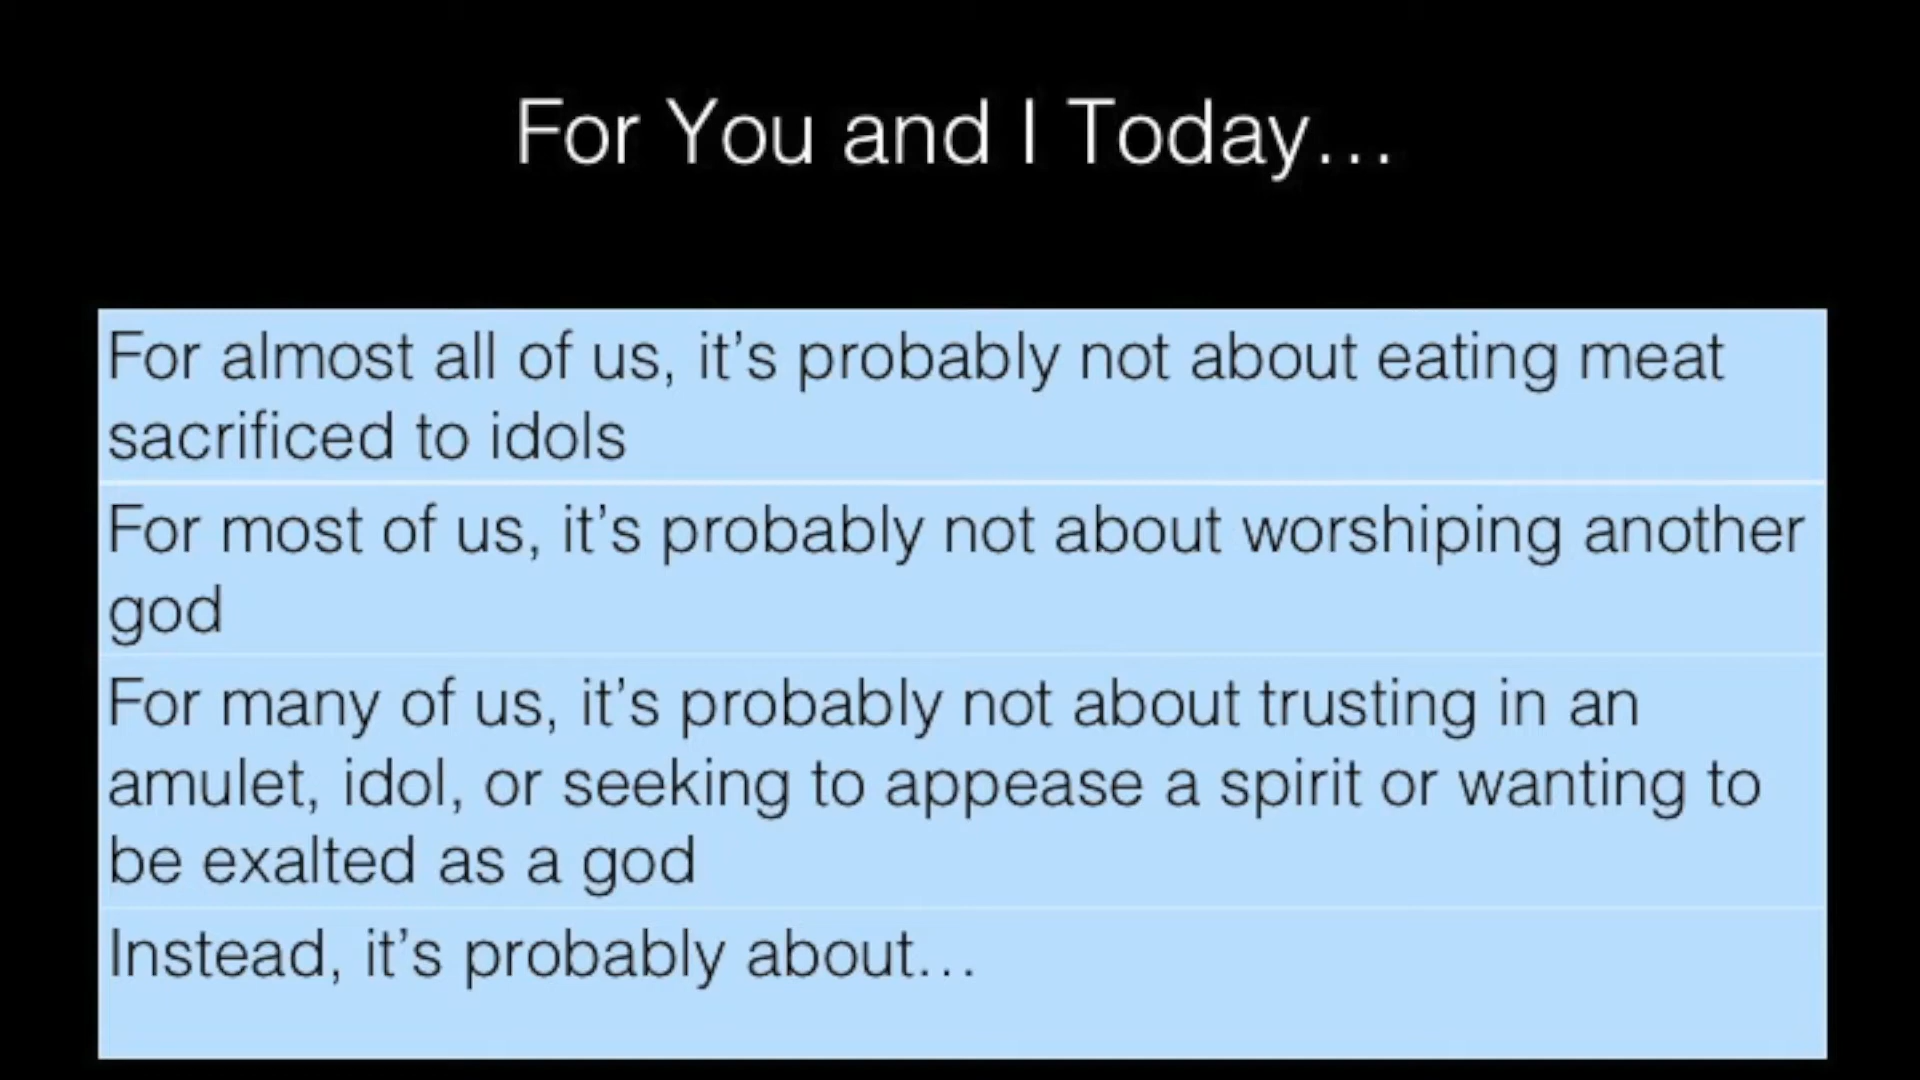 For You and I Today…
For almost all of us, it’s probably not about eating meat
sacrificed to idols
For most of us, it’s probably not about worshiping another
god
For many of us, it’s probably not about trusting in an
amulet, idol, or seeking to appease a spirit or wanting to
be exalted as a god
Instead, it’s probably about…